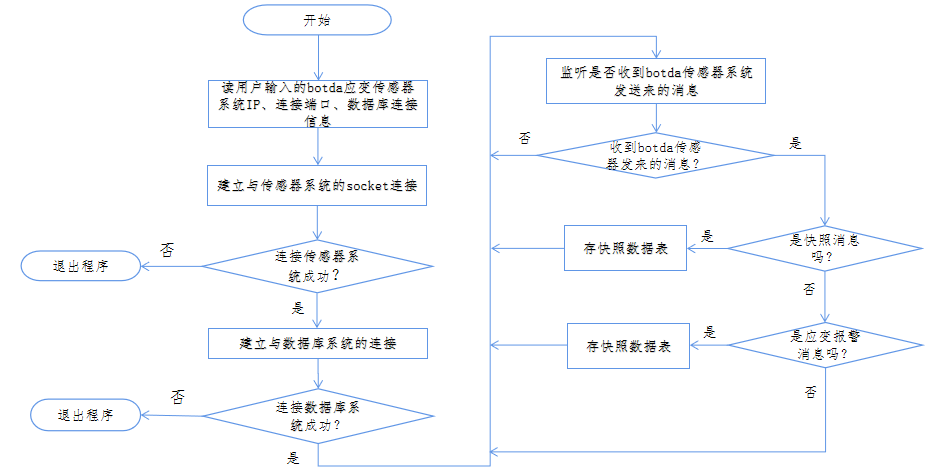 开始
读用户输入的botda应变传感器
系统IP、连接端口、数据库连接
信息
建立与传感器系统的socket连接
连接传感器系
统成功？
否
退出程序
是
建立与数据库系统的连接
连接数据库系
统成功？
否
退出程序
是
监听是否收到botda传感器系统
发送来的消息
收到botda传感
器发来的消息？
否
是
是快照消息
吗？
是
存快照数据表
否
是应变报警
消息吗？
是
存快照数据表
否